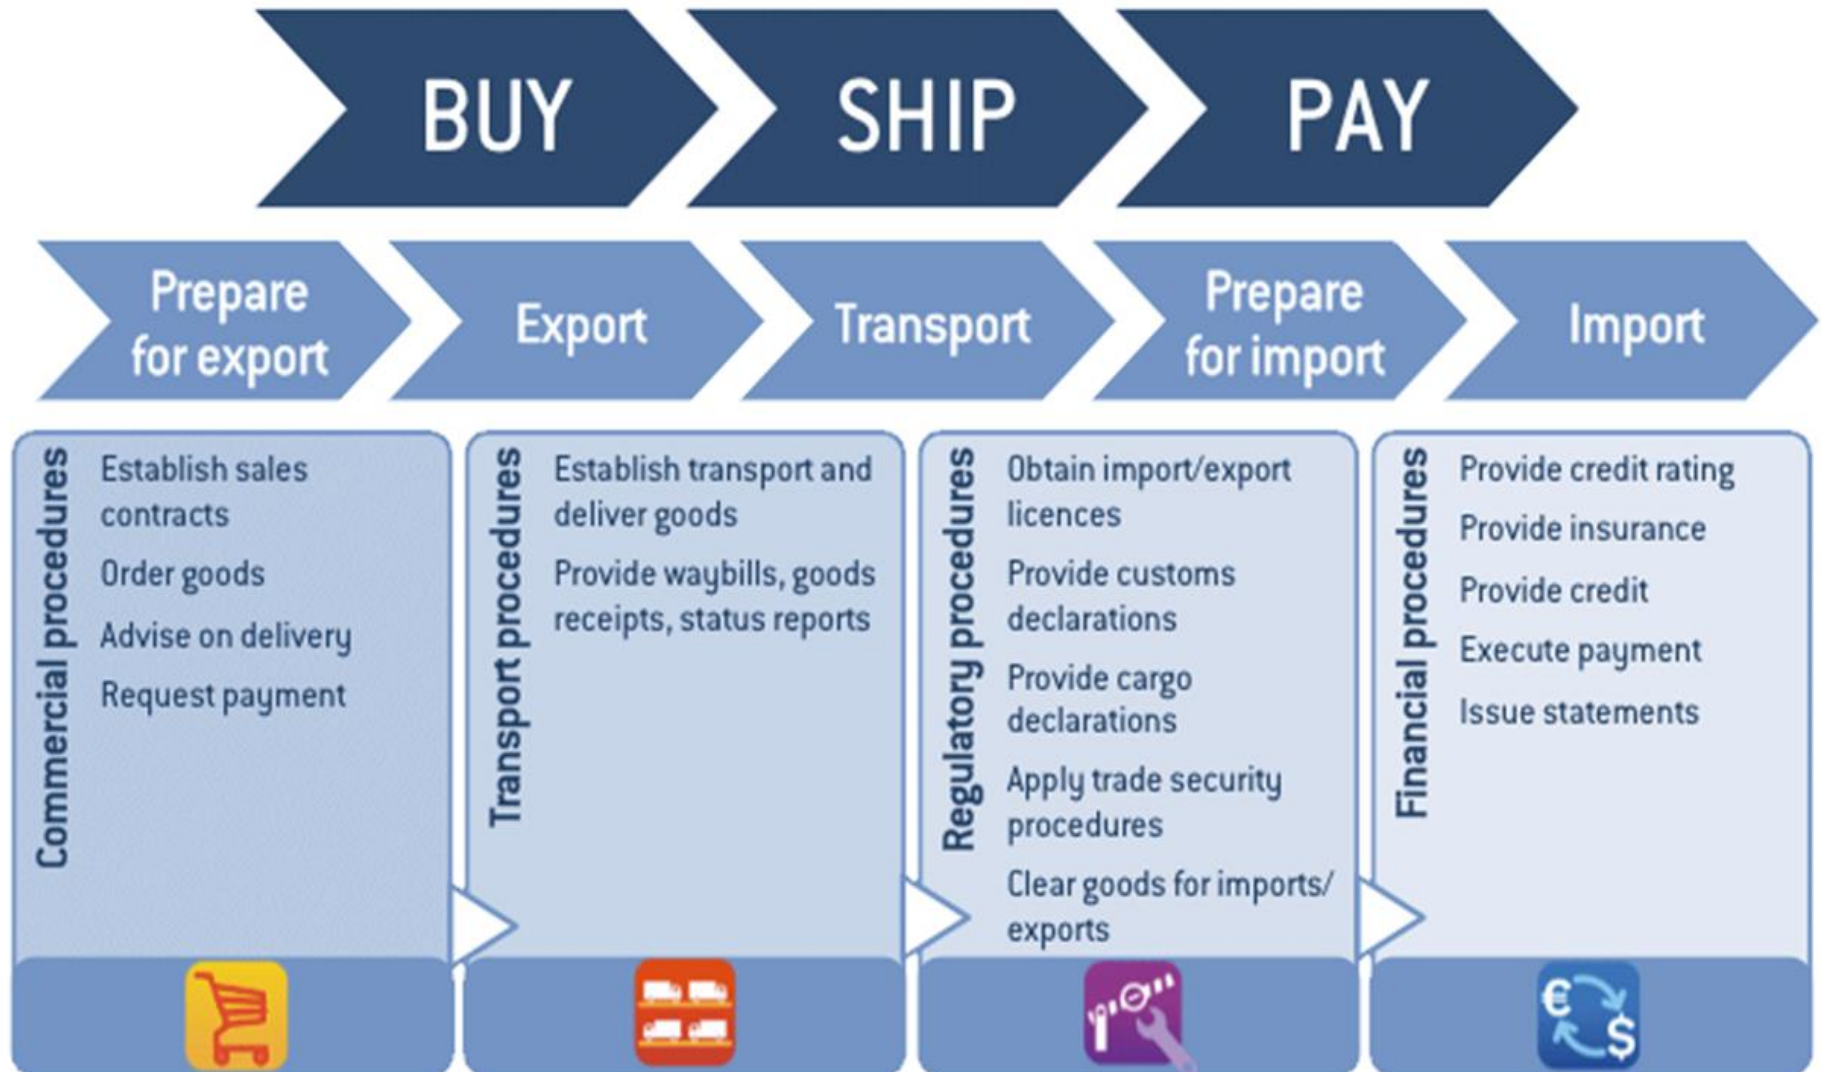 BUY
SHIP
PAY
Prepare
for export
Export
Transport
Prepare
for import
Import
Commercial procedures
Establish sales
contracts
Order goods
Advise on delivery
Request payment
Transport procedures
Establish transport and
deliver goods
Provide waybills, goods
receipts, status reports
Regulatory procedures
Obtain import/export
licences
Provide customs
declarations
Provide cargo
declarations
Apply trade security
procedures
Clear goods for imports/
exports
Financial procedures
Provide credit rating
Provide insurance
Provide credit
Execute payment
Issue statements
€
$